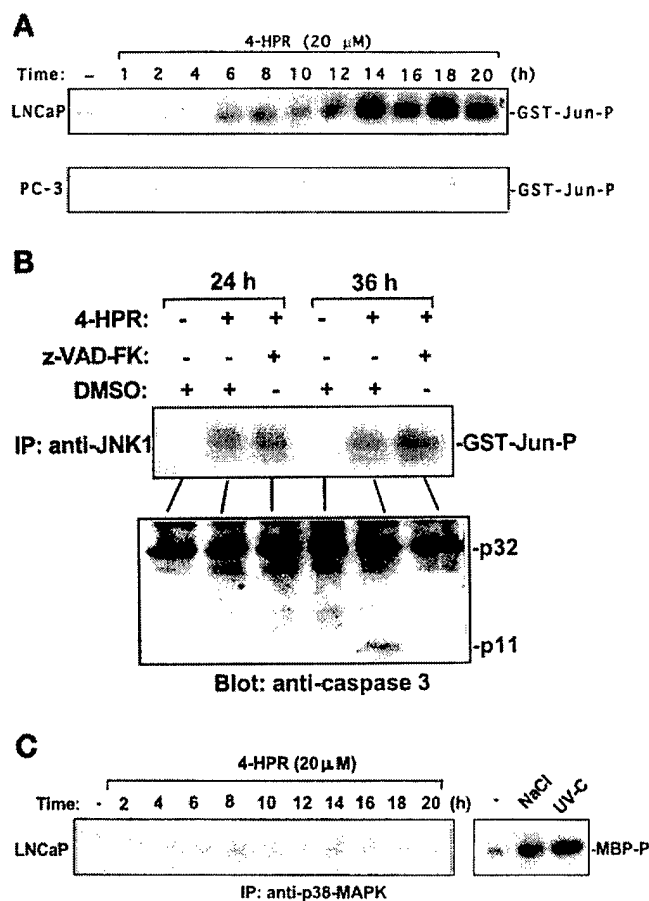 A
4-HPR (20 µM)
Time: – 1 2 4 6 8 10 12 14 16 18 20 (h)
LNCaP -GST-Jun-P
PC-3 -GST-Jun-P
B
24 h 36 h
4-HPR: - + + - + +
z-VAD-FK: - - + - - +
DMSO: + + - + + -
IP: anti-JNK1 -GST-Jun-P
-p32
-p11
Blot: anti-caspase 3
C
4-HPR (20µM)
Time: - 2 4 6 8 10 12 14 16 18 20 (h) - NaCl UV-C
LNCaP -MBP-P
IP: anti-p38-MAPK